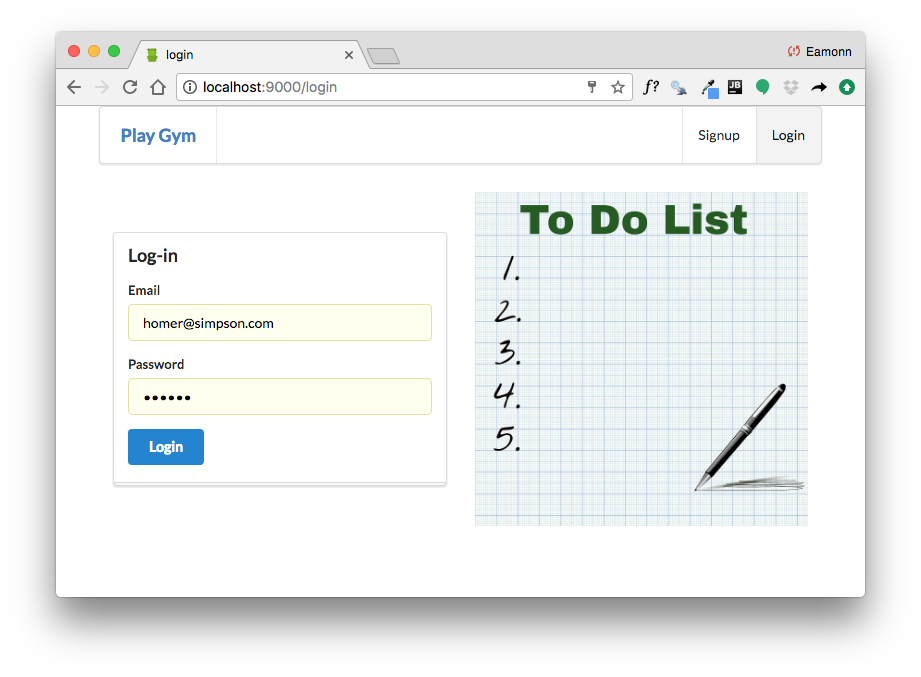 login
Eamonn
localhost:9000/login
f?
JB
Play Gym
Signup
Login
Log-in
Email
homer@simpson.com
Password
••••••
Login
To Do List
1.
2.
3.
4.
5.